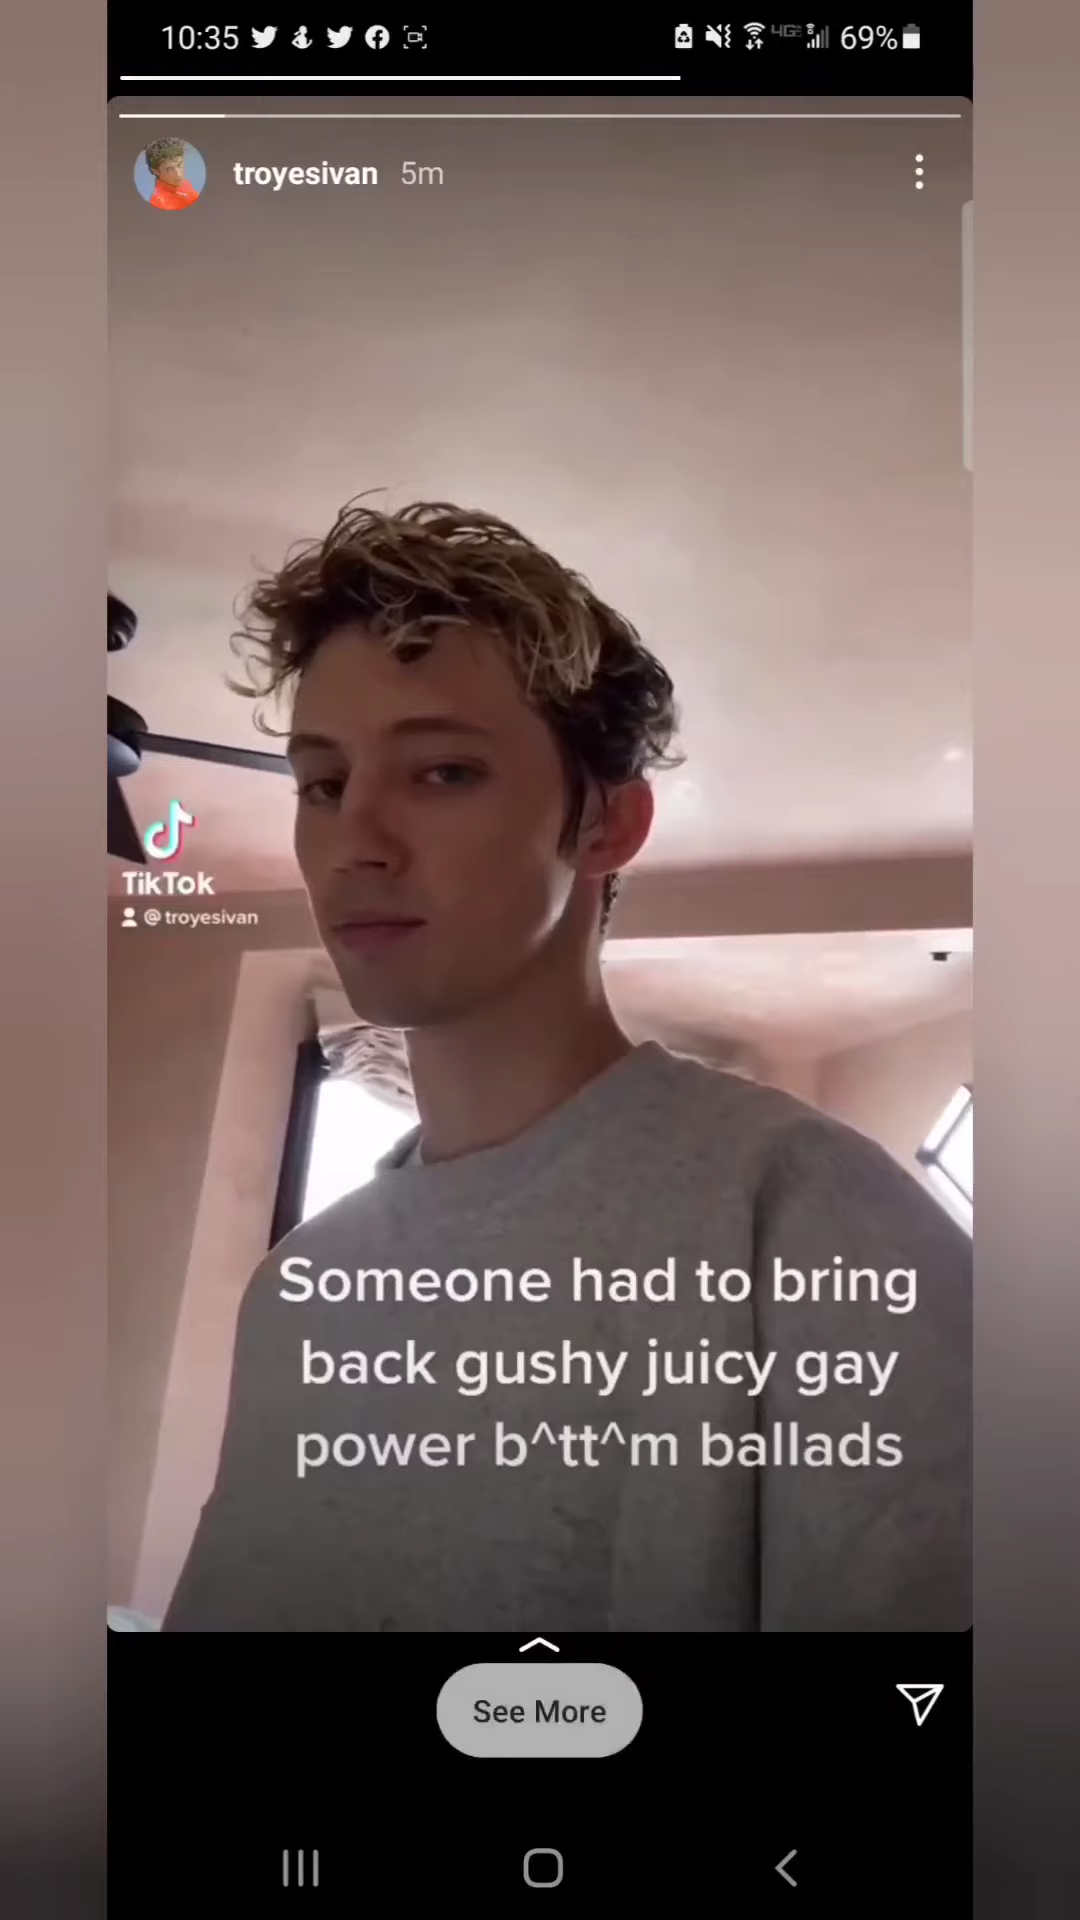 10:35
4G
69%
troyesivan 5m
TikTok
@troyesivan
Someone had to bring
back gushy juicy gay
power b^tt^m ballads
See More